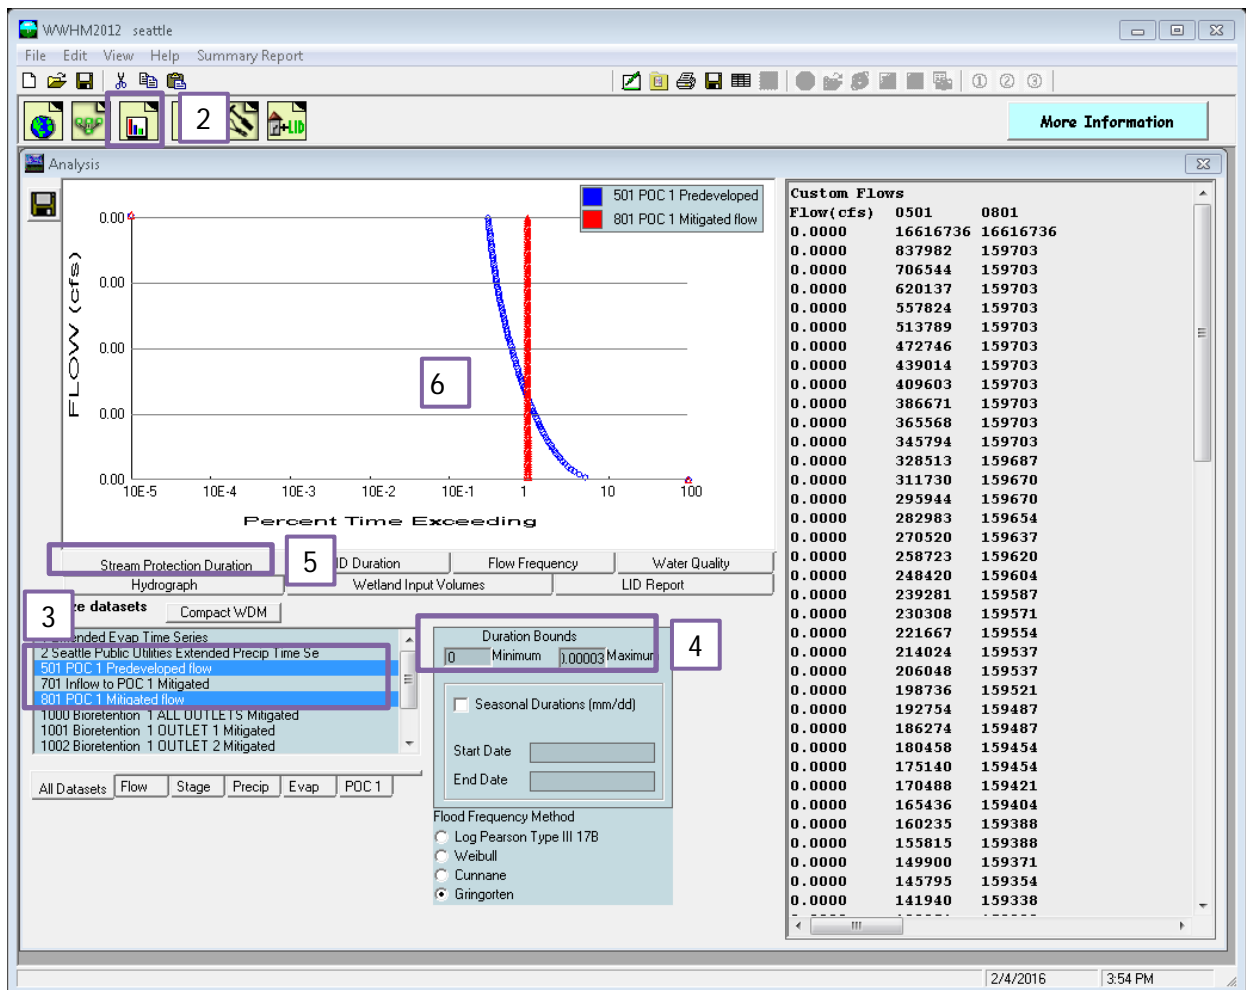 WWHM2012 seattle
File Edit View Help Summary Report
① ② ③
2
+LID
More Information
Analysis
501 POC 1 Predeveloped
801 POC 1 Mitigated flow
FLOW (cfs)
0.00
0.00
0.00
0.00
0.00
10E-5 10E-4 10E-3 10E-2 10E-1 1 10 100
Percent Time Exceeding
6
Stream Protection Duration
5
Duration
Flow Frequency
Water Quality
Hydrograph
Wetland Input Volumes
LID Report
3
datasets
Compact WDM
Evap Time Series
2 Seattle Public Utilities Extended Precip Time Se
501 POC 1 Predeveloped flow
701 Inflow to POC 1 Mitigated
801 POC 1 Mitigated flow
1000 Bioretention 1 ALL OUTLETS Mitigated
1001 Bioretention 1 OUTLET 1 Mitigated
1002 Bioretention 1 OUTLET 2 Mitigated
All Datasets Flow Stage Precip Evap POC 1
Duration Bounds
0 Minimum 0.00003 Maximum
4
Seasonal Durations (mm/dd)
Start Date
End Date
Flood Frequency Method
Log Pearson Type III 17B
Weibull
Cunnane
Gringorten
Custom Flows
Flow(cfs) 0501 0801
0.0000 16616736 16616736
0.0000 837982 159703
0.0000 706544 159703
0.0000 620137 159703
0.0000 557824 159703
0.0000 513789 159703
0.0000 472746 159703
0.0000 439014 159703
0.0000 409603 159703
0.0000 386671 159703
0.0000 365568 159703
0.0000 345794 159703
0.0000 328513 159687
0.0000 311730 159670
0.0000 295944 159670
0.0000 282983 159654
0.0000 270520 159637
0.0000 258723 159620
0.0000 248420 159604
0.0000 239281 159587
0.0000 230308 159571
0.0000 221667 159554
0.0000 214024 159537
0.0000 206048 159537
0.0000 198736 159521
0.0000 192754 159487
0.0000 186274 159487
0.0000 180458 159454
0.0000 175140 159454
0.0000 170488 159421
0.0000 165436 159404
0.0000 160235 159388
0.0000 155815 159388
0.0000 149900 159371
0.0000 145795 159354
0.0000 141940 159338
2/4/2016 3:54 PM